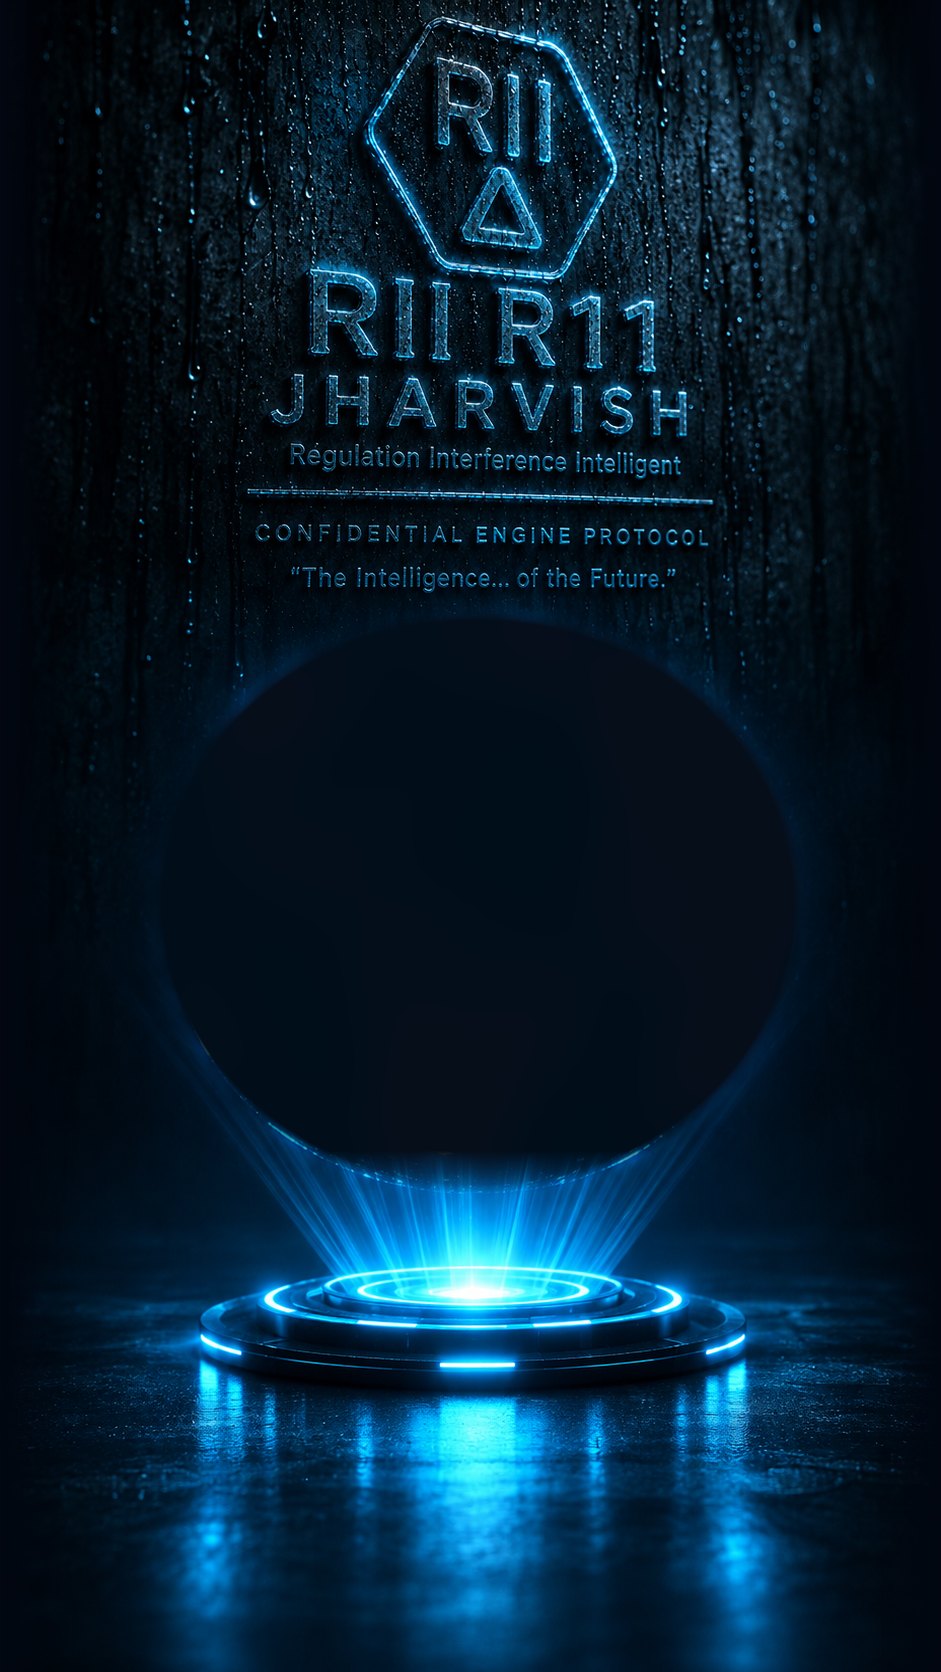 RII
RII R11
JHARVISH
Regulation Interference Intelligent
CONFIDENTIAL ENGINE PROTOCOL
“The Intelligence... of the Future.”